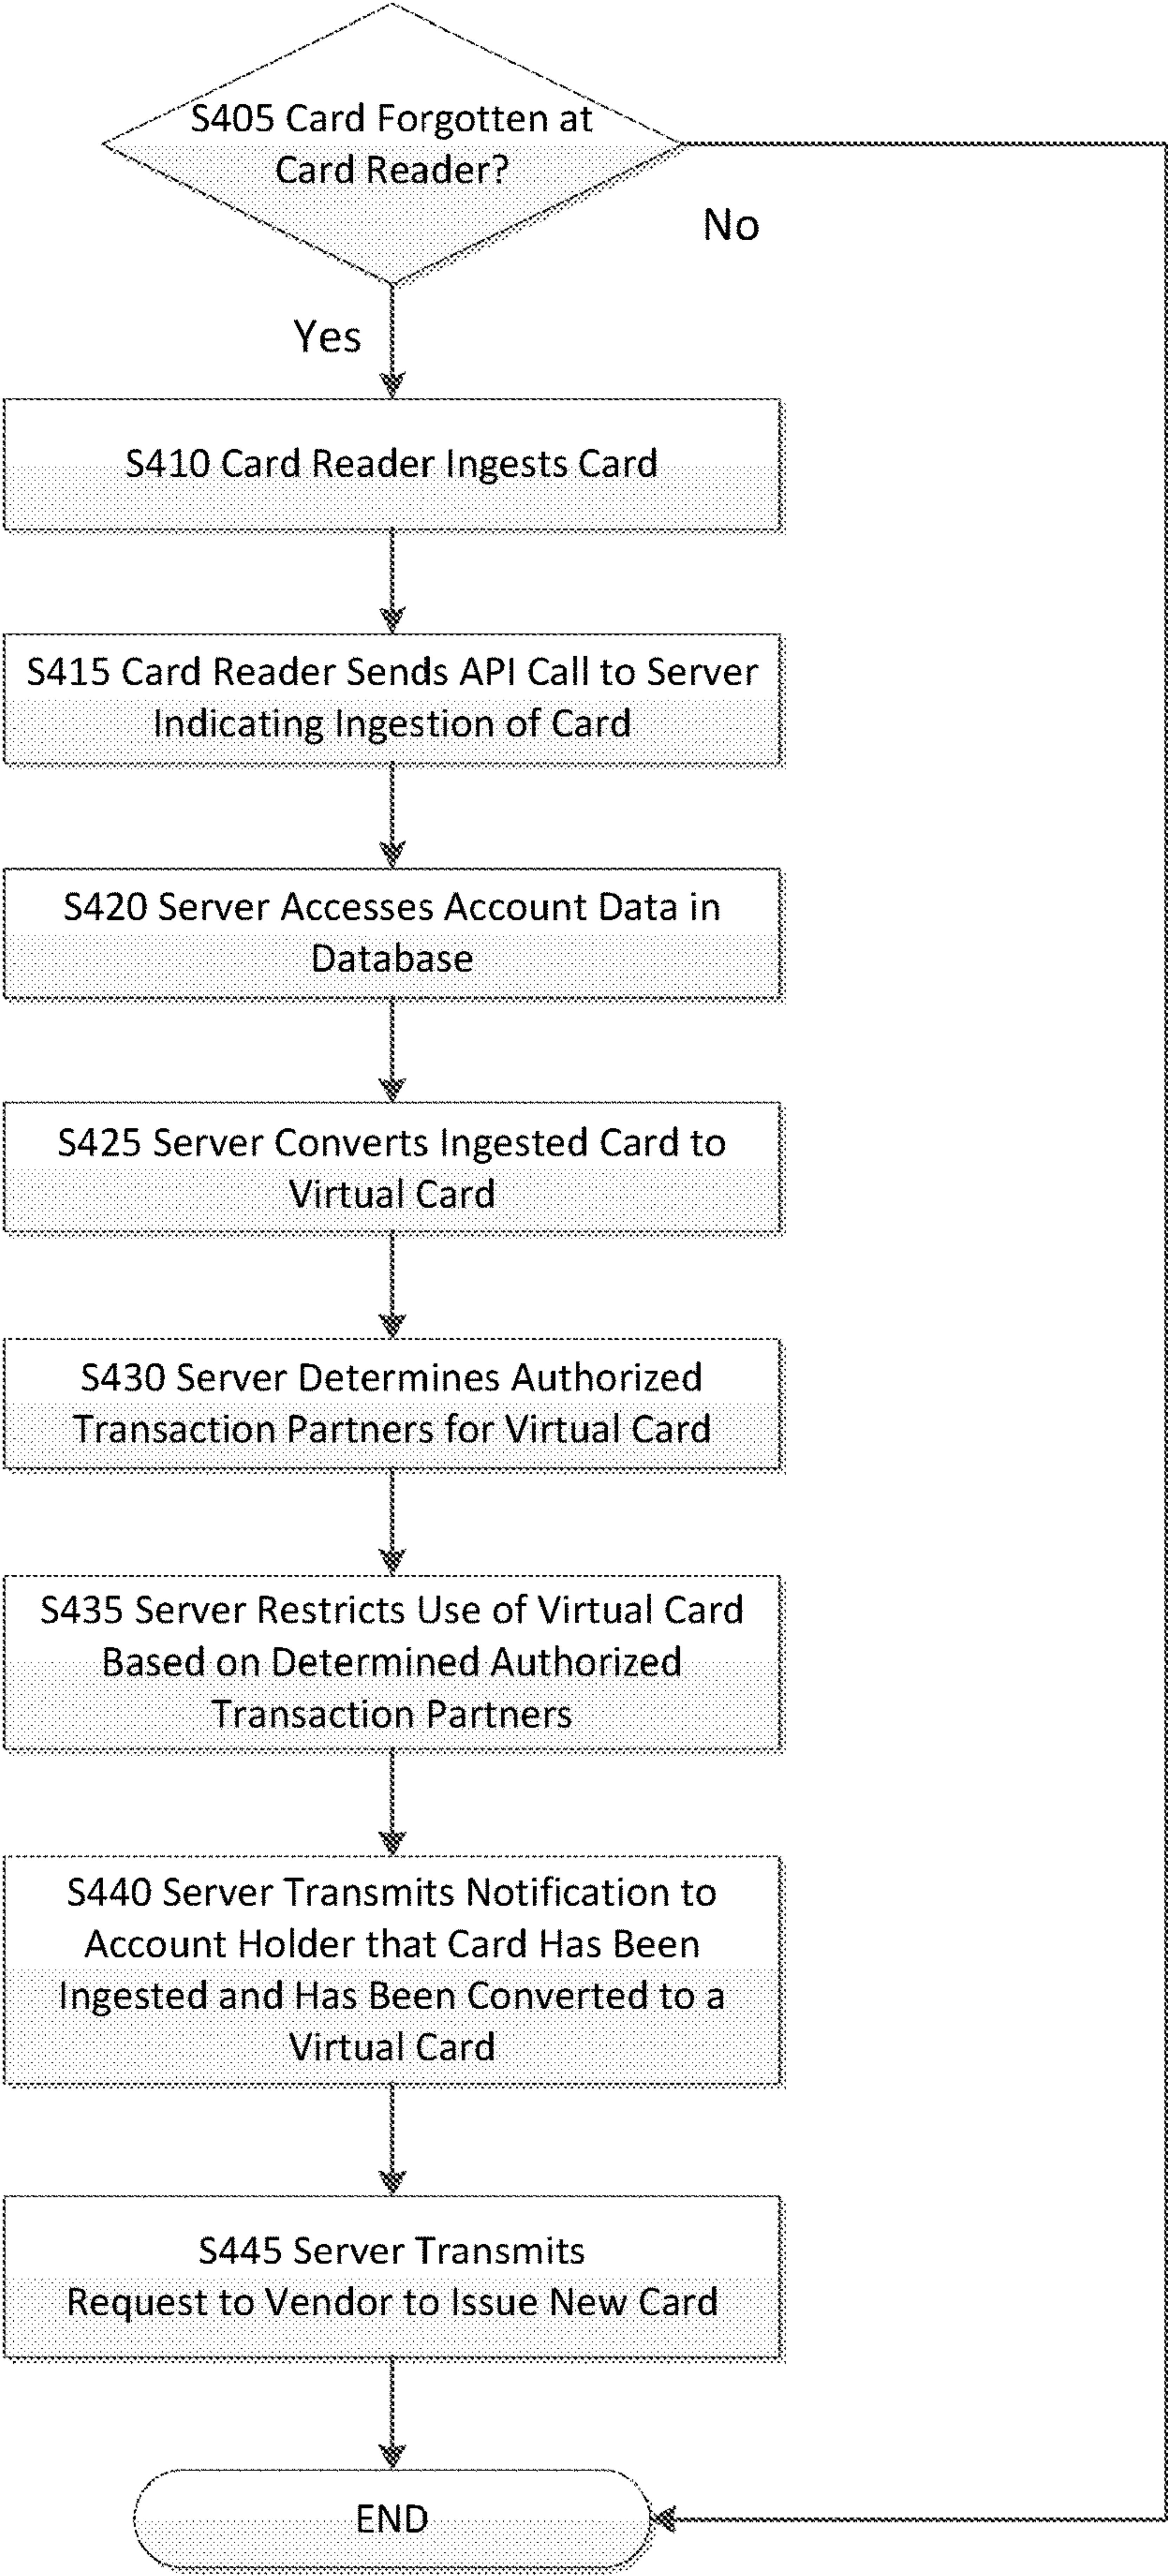 S405 Card Forgotten at
Card Reader?
No
Yes
S410 Card Reader Ingests Card
S415 Card Reader Sends API Call to Server
Indicating Ingestion of Card
S420 Server Accesses Account Data in
Database
S425 Server Converts Ingested Card to
Virtual Card
S430 Server Determines Authorized
Transaction Partners for Virtual Card
S435 Server Restricts Use of Virtual Card
Based on Determined Authorized
Transaction Partners
S440 Server Transmits Notification to
Account Holder that Card Has Been
Ingested and Has Been Converted to a
Virtual Card
S445 Server Transmits
Request to Vendor to Issue New Card
END